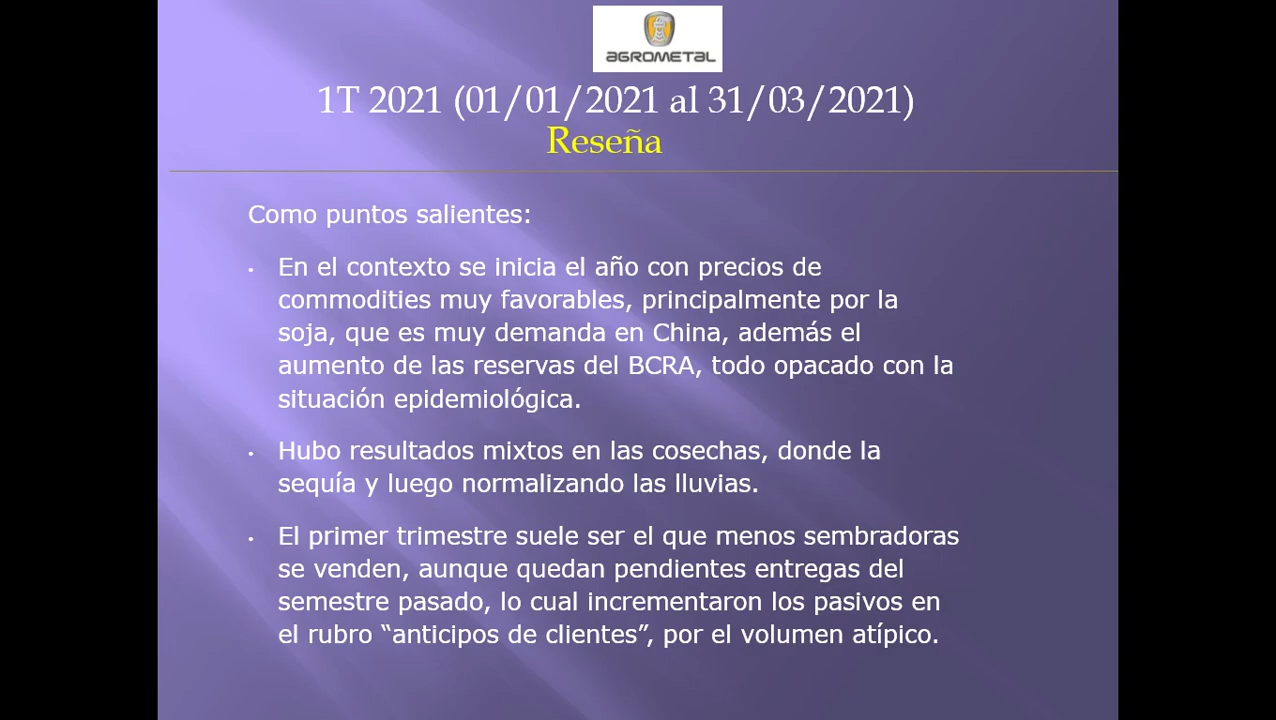 AGROMETAL
1T 2021 (01/01/2021 al 31/03/2021)
Reseña
Como puntos salientes:
• En el contexto se inicia el año con precios de
commodities muy favorables, principalmente por la
soja, que es muy demanda en China, además el
aumento de las reservas del BCRA, todo opacado con la
situación epidemiológica.
• Hubo resultados mixtos en las cosechas, donde la
sequía y luego normalizando las lluvias.
• El primer trimestre suele ser el que menos sembradoras
se venden, aunque quedan pendientes entregas del
semestre pasado, lo cual incrementaron los pasivos en
el rubro “anticipos de clientes”, por el volumen atípico.